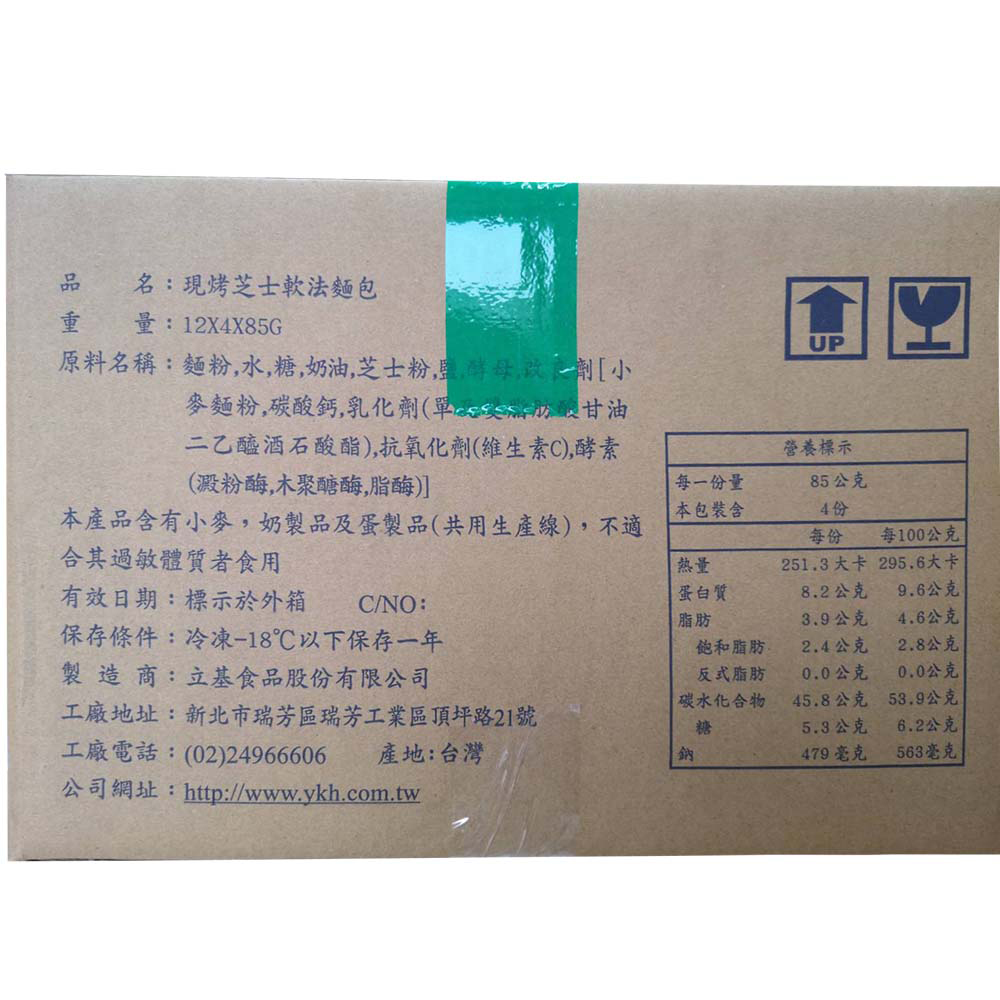 品 名：現烤芝士軟法麵包
重 量：12X4X85G
原料名稱：麵粉,水,糖,奶油,芝士粉,鹽,酵母,改良劑[小
麥麵粉,碳酸鈣,乳化劑(單及雙脂肪酸甘油
二乙醯酒石酸酯),抗氧化劑(維生素C),酵素
(澱粉酶,木聚醣酶,脂酶)]
本產品含有小麥，奶製品及蛋製品(共用生產線)，不適
合其過敏體質者食用
有效日期：標示於外箱 C/NO：
保存條件：冷凍-18℃以下保存一年
製 造 商：立基食品股份有限公司
工廠地址：新北市瑞芳區瑞芳工業區頂坪路21號
工廠電話：(02)24966606 產地:台灣
公司網址：http://www.ykh.com.tw
UP
營養標示
每一份量 85公克
本包裝含 4份
每份 每100公克
熱量 251.3大卡 295.6大卡
蛋白質 8.2公克 9.6公克
脂肪 3.9公克 4.6公克
飽和脂肪 2.4公克 2.8公克
反式脂肪 0.0公克 0.0公克
碳水化合物 45.8公克 53.9公克
糖 5.3公克 6.2公克
鈉 479毫克 563毫克